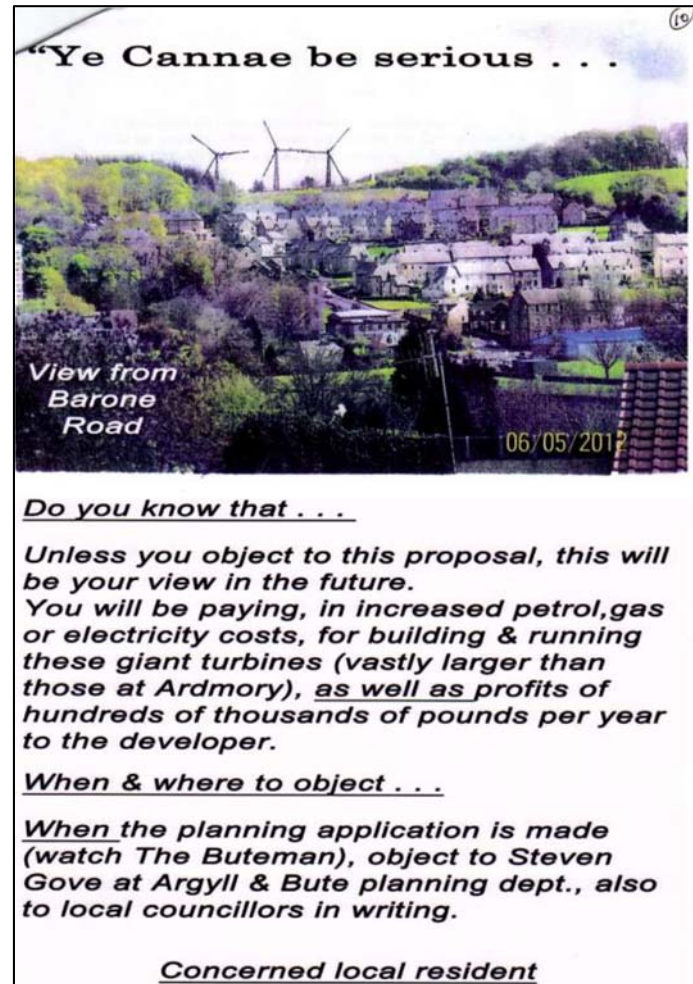 10
“Ye Cannae be serious . . .
View from
Barone
Road
06/05/2012
Do you know that . . .
Unless you object to this proposal, this will
be your view in the future.
You will be paying, in increased petrol,gas
or electricity costs, for building & running
these giant turbines (vastly larger than
those at Ardmory), as well as profits of
hundreds of thousands of pounds per year
to the developer.
When & where to object . . .
When the planning application is made
(watch The Buteman), object to Steven
Gove at Argyll & Bute planning dept., also
to local councillors in writing.
Concerned local resident